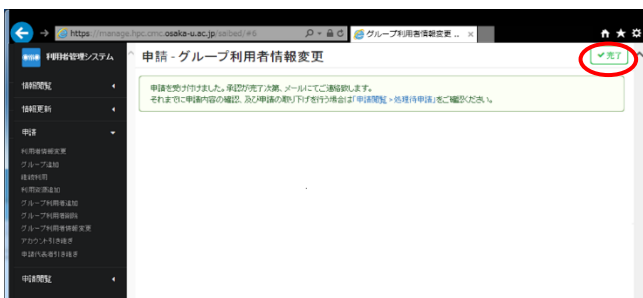 https://manage.hpc.cmc.osaka-u.ac.jp/saibed/#6
グループ利用者情報変更 .. ×
利用者管理システム
申請 - グループ利用者情報変更
完了
申請を受け付けました。承認が完了次第、メールにてご連絡致します。
それまでに申請内容の確認、及び申請の取り下げを行う場合は「申請閲覧 > 処理待申請」をご確認ください。
情報閲覧
情報更新
申請
利用者情報変更
グループ追加
継続利用
利用資源追加
グループ利用者追加
グループ利用者削除
グループ利用者情報変更
アカウント引き継ぎ
申請代表者引き継ぎ
申請閲覧